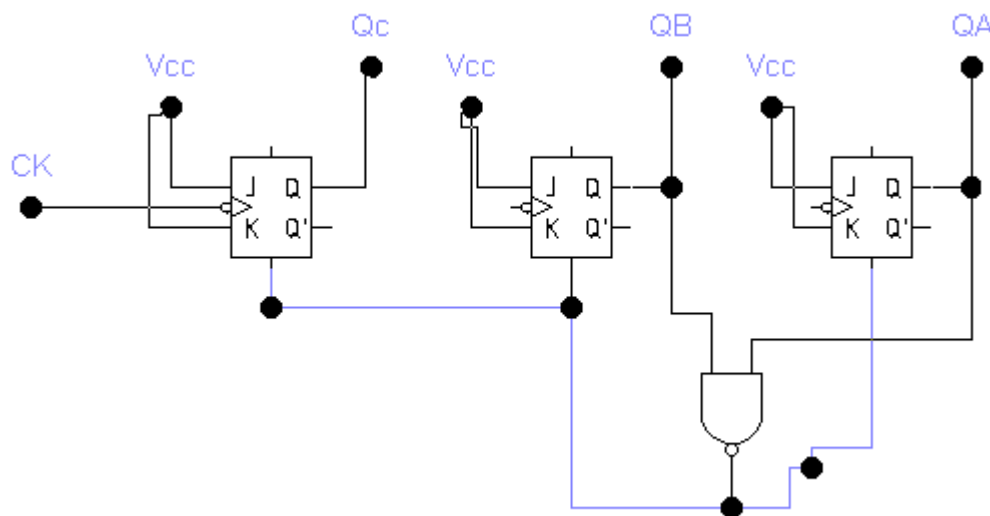 Qc QB QA
Vcc Vcc Vcc
CK
J Q J Q J Q
K Q' K Q' K Q'